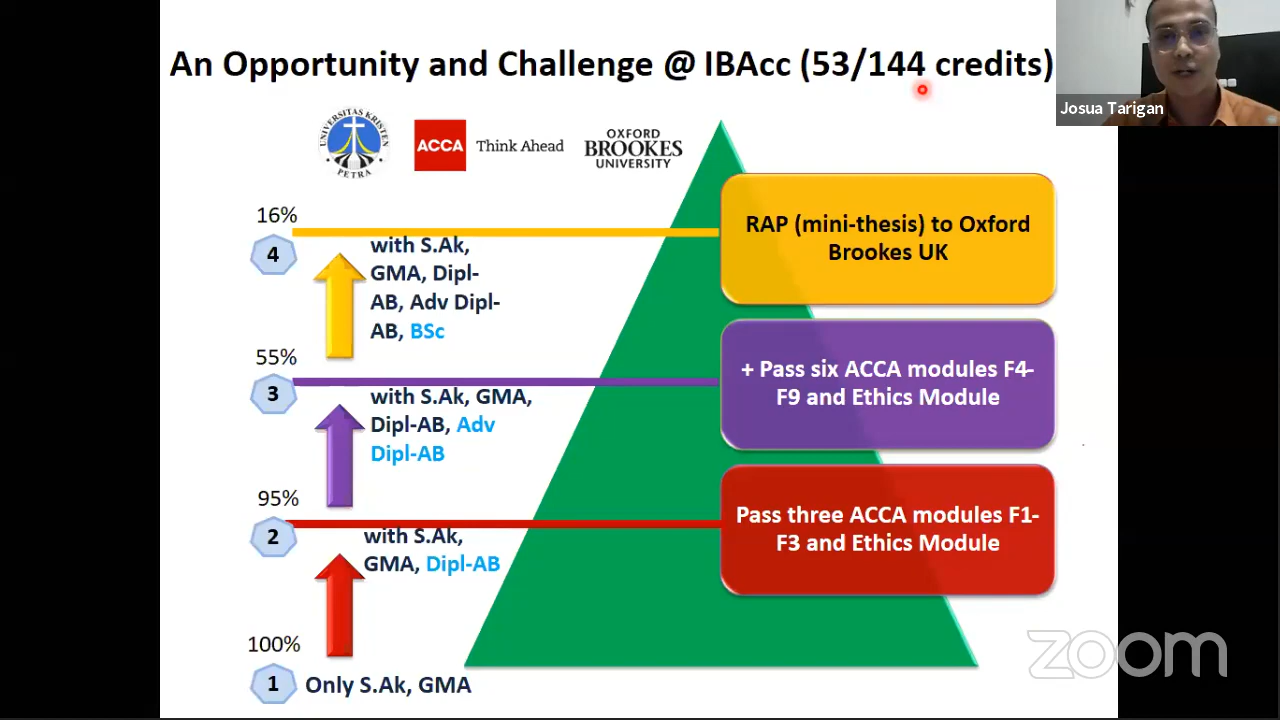 An Opportunity and Challenge @ IBAcc (53/144 credits)
Josua Tarigan
UNIVERSITAS KRISTEN
PETRA
ACCA
Think Ahead
OXFORD
BROOKES
UNIVERSITY
16%
4
with S.Ak,
GMA, Dipl-
AB, Adv Dipl-
AB, BSc
RAP (mini-thesis) to Oxford
Brookes UK
55%
3
with S.Ak, GMA,
Dipl-AB, Adv
Dipl-AB
+ Pass six ACCA modules F4-
F9 and Ethics Module
95%
2
with S.Ak,
GMA, Dipl-AB
Pass three ACCA modules F1-
F3 and Ethics Module
100%
1
Only S.Ak, GMA
zoom